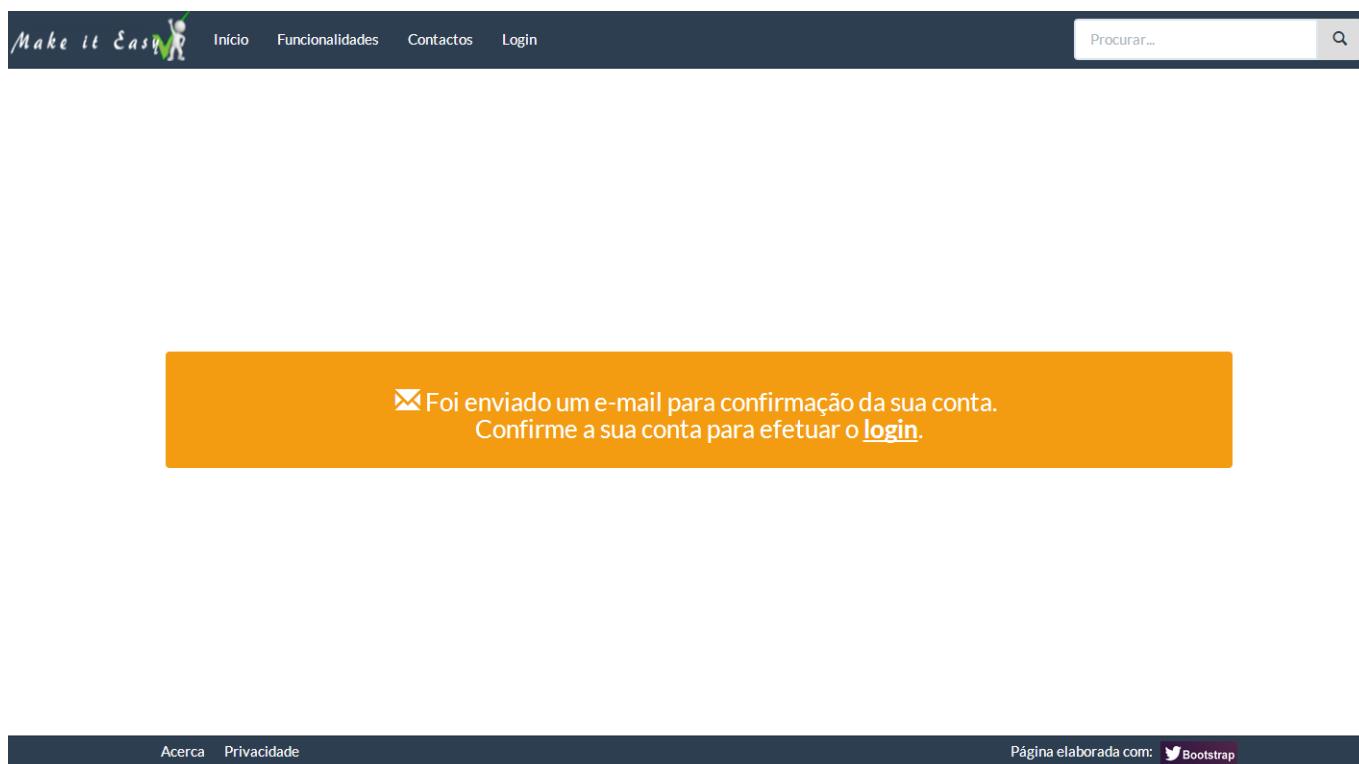 Make it Easy
Início Funcionalidades Contactos Login
Procurar...
Foi enviado um e-mail para confirmação da sua conta.
Confirme a sua conta para efetuar o login.
Acerca Privacidade
Página elaborada com: Bootstrap